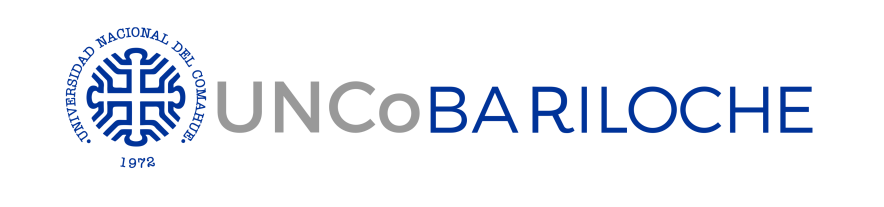 ·UNIVERSIDAD NACIONAL DEL COMAHUE·
1972
UNCoBARILOCHE